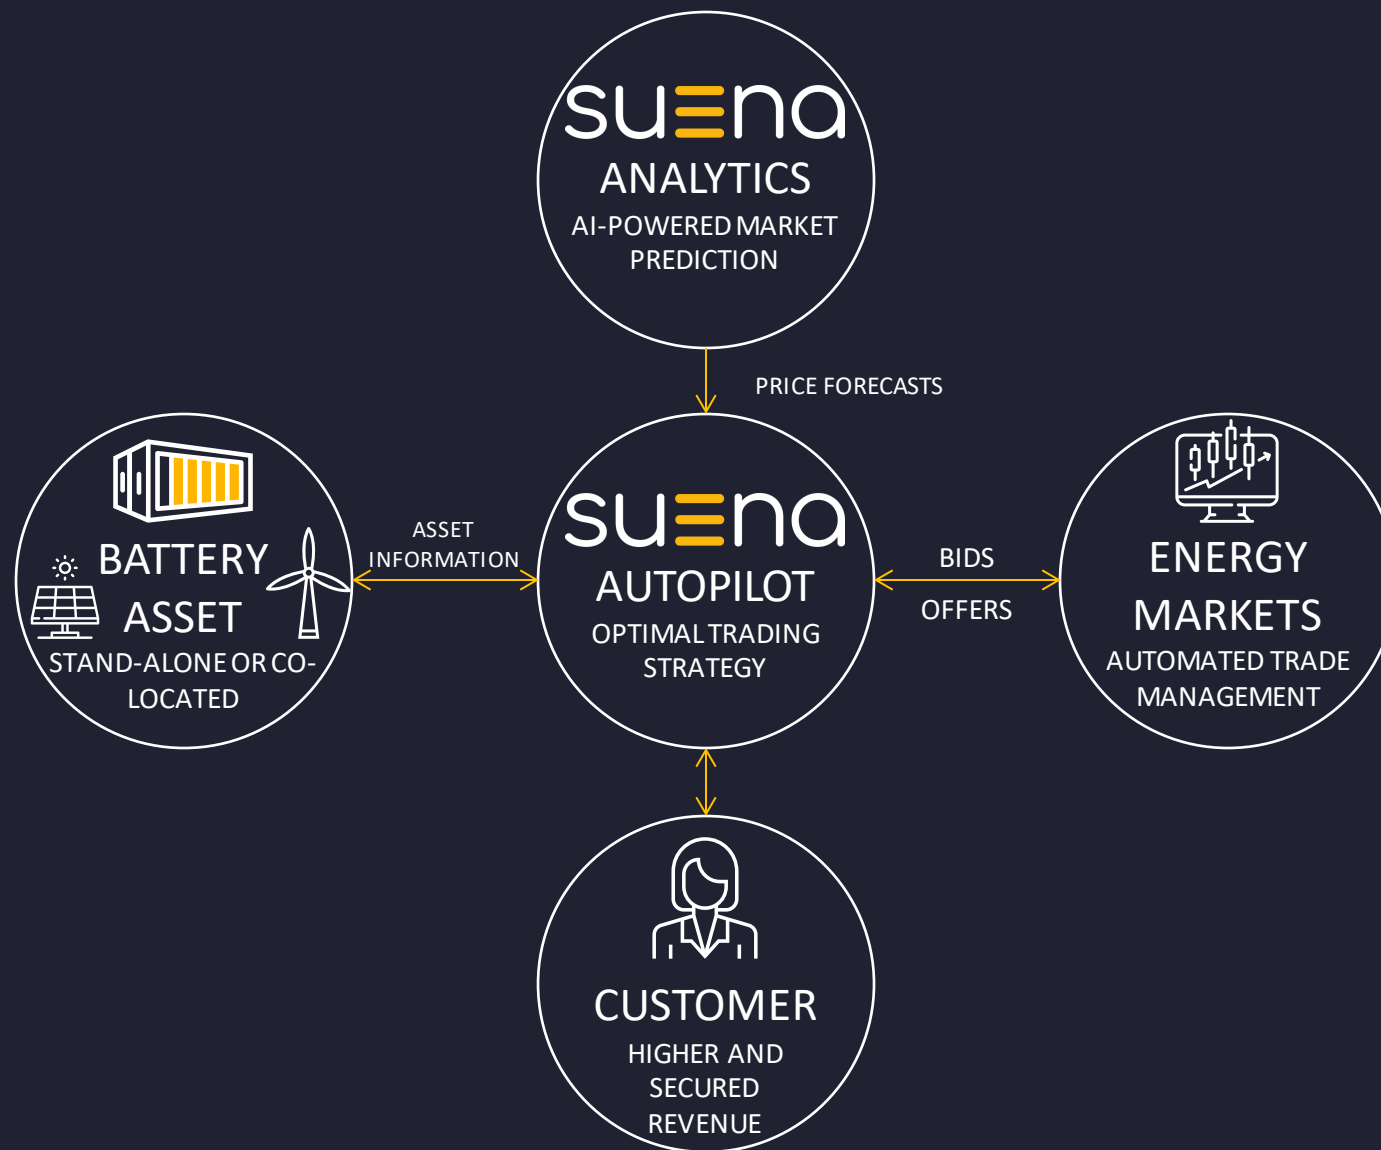 suena
ANALYTICS
AI-POWERED MARKET
PREDICTION
PRICE FORECASTS
BATTERY
ASSET
STAND-ALONE OR CO-
LOCATED
ASSET
INFORMATION
suena
AUTOPILOT
OPTIMAL TRADING
STRATEGY
BIDS
OFFERS
ENERGY
MARKETS
AUTOMATED TRADE
MANAGEMENT
CUSTOMER
HIGHER AND
SECURED
REVENUE